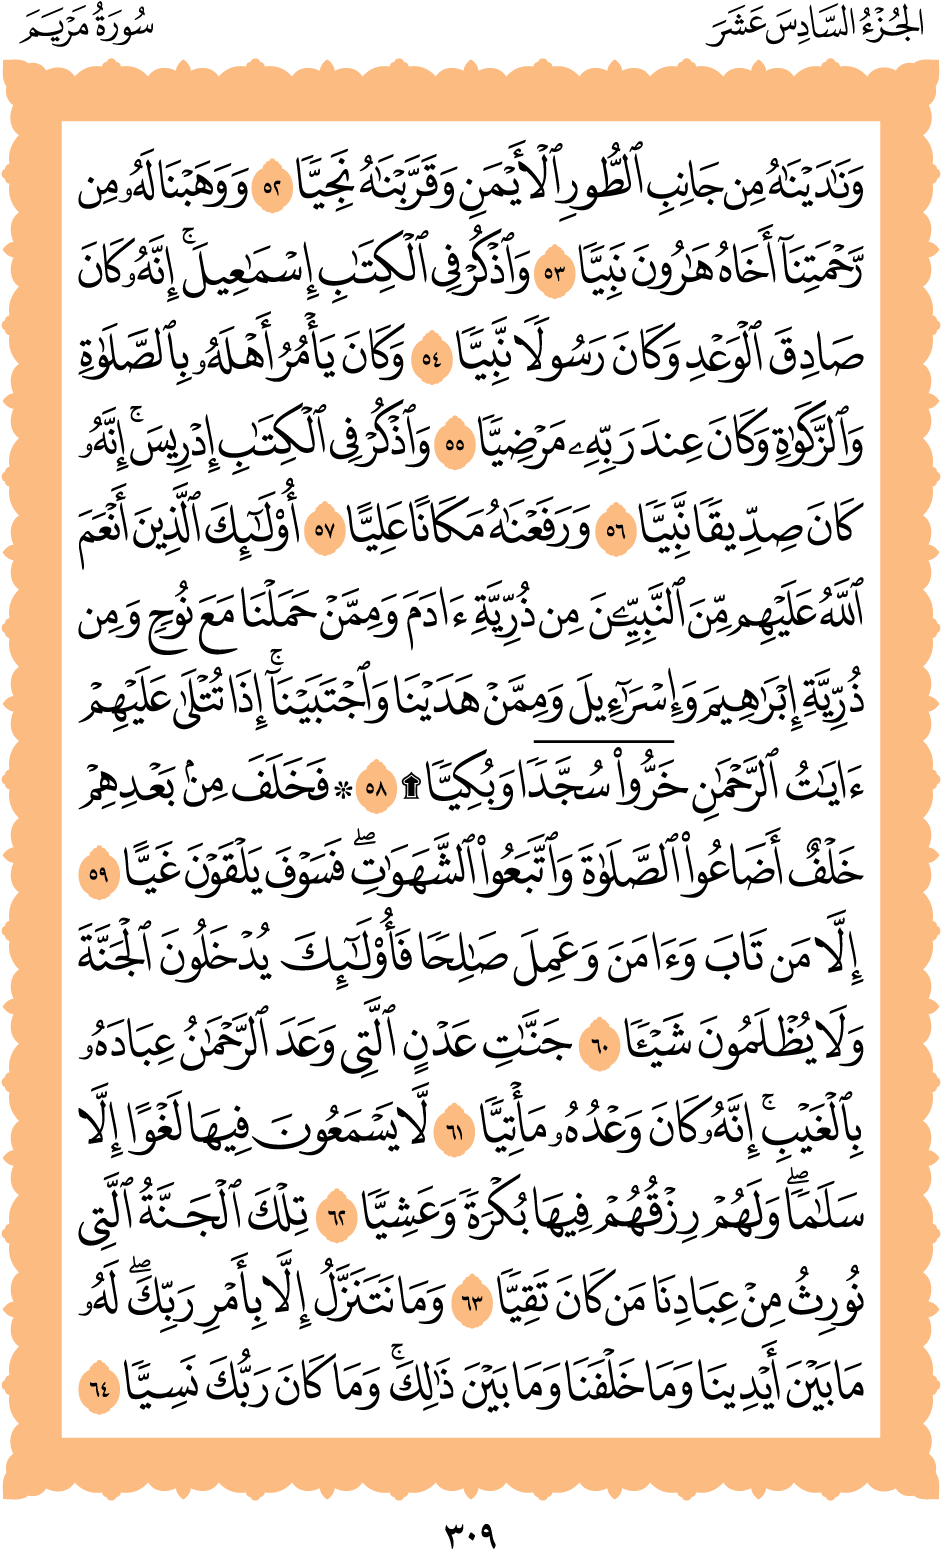 الجُزْءُ السَّادِسَ عَشَرَ
سُورَةُ مَرْيَمَ
وَنَٰدَيْنَٰهُ مِن جَانِبِ ٱلطُّورِ ٱلْأَيْمَنِ وَقَرَّبْنَٰهُ نَجِيًّا ٥٢ وَوَهَبْنَا لَهُۥ مِن
رَّحْمَتِنَآ أَخَاهُ هَٰرُونَ نَبِيًّا ٥٣ وَٱذْكُرْ فِى ٱلْكِتَٰبِ إِسْمَٰعِيلَ ۚ إِنَّهُۥ كَانَ
صَادِقَ ٱلْوَعْدِ وَكَانَ رَسُولًا نَّبِيًّا ٥٤ وَكَانَ يَأْمُرُ أَهْلَهُۥ بِٱلصَّلَوٰةِ
وَٱلزَّكَوٰةِ وَكَانَ عِندَ رَبِّهِۦ مَرْضِيًّا ٥٥ وَٱذْكُرْ فِى ٱلْكِتَٰبِ إِدْرِيسَ ۚ إِنَّهُۥ
كَانَ صِدِّيقًا نَّبِيًّا ٥٦ وَرَفَعْنَٰهُ مَكَانًا عَلِيًّا ٥٧ أُو۟لَٰٓئِكَ ٱلَّذِينَ أَنْعَمَ
ٱللَّهُ عَلَيْهِم مِّنَ ٱلنَّبِيِّۦنَ مِن ذُرِّيَّةِ ءَادَمَ وَمِمَّنْ حَمَلْنَا مَعَ نُوحٍ وَمِن
ذُرِّيَّةِ إِبْرَٰهِيمَ وَإِسْرَٰٓءِيلَ وَمِمَّنْ هَدَيْنَا وَٱجْتَبَيْنَآ ۚ إِذَا تُتْلَىٰ عَلَيْهِمْ
ءَايَٰتُ ٱلرَّحْمَٰنِ خَرُّوا۟ سُجَّدًا وَبُكِيًّا ۩ ٥٨ ۞ فَخَلَفَ مِنۢ بَعْدِهِمْ
خَلْفٌ أَضَاعُوا۟ ٱلصَّلَوٰةَ وَٱتَّبَعُوا۟ ٱلشَّهَوَٰتِ ۖ فَسَوْفَ يَلْقَوْنَ غَيًّا ٥٩
إِلَّا مَن تَابَ وَءَامَنَ وَعَمِلَ صَٰلِحًا فَأُو۟لَٰٓئِكَ يُدْخَلُونَ ٱلْجَنَّةَ
وَلَا يُظْلَمُونَ شَيْـًٔا ٦٠ جَنَّٰتِ عَدْنٍ ٱلَّتِى وَعَدَ ٱلرَّحْمَٰنُ عِبَادَهُۥ
بِٱلْغَيْبِ ۚ إِنَّهُۥ كَانَ وَعْدُهُۥ مَأْتِيًّا ٦١ لَّا يَسْمَعُونَ فِيهَا لَغْوًا إِلَّا
سَلَٰمًا ۖ وَلَهُمْ رِزْقُهُمْ فِيهَا بُكْرَةً وَعَشِيًّا ٦٢ تِلْكَ ٱلْجَنَّةُ ٱلَّتِى
نُورِثُ مِنْ عِبَادِنَا مَن كَانَ تَقِيًّا ٦٣ وَمَا نَتَنَزَّلُ إِلَّا بِأَمْرِ رَبِّكَ ۖ لَهُۥ
مَا بَيْنَ أَيْدِينَا وَمَا خَلْفَنَا وَمَا بَيْنَ ذَٰلِكَ ۚ وَمَا كَانَ رَبُّكَ نَسِيًّا ٦٤
٣٠٩